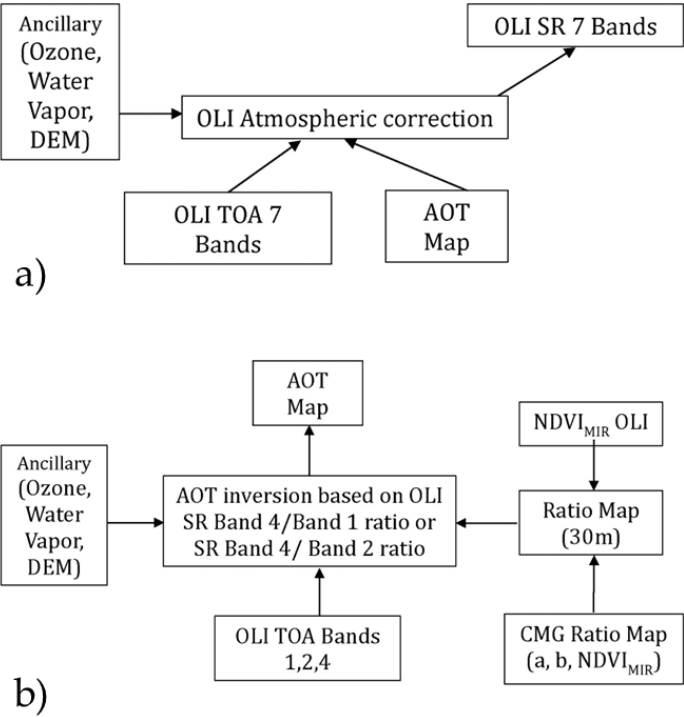 Ancillary
(Ozone,
Water
Vapor,
DEM)
OLI SR 7 Bands
OLI Atmospheric correction
OLI TOA 7
Bands
AOT
Map
a)
AOT
Map
NDVI_MIR OLI
Ancillary
(Ozone,
Water
Vapor,
DEM)
AOT inversion based on OLI
SR Band 4/Band 1 ratio or
SR Band 4/ Band 2 ratio
Ratio Map
(30m)
OLI TOA Bands
1,2,4
CMG Ratio Map
(a, b, NDVI_MIR)
b)